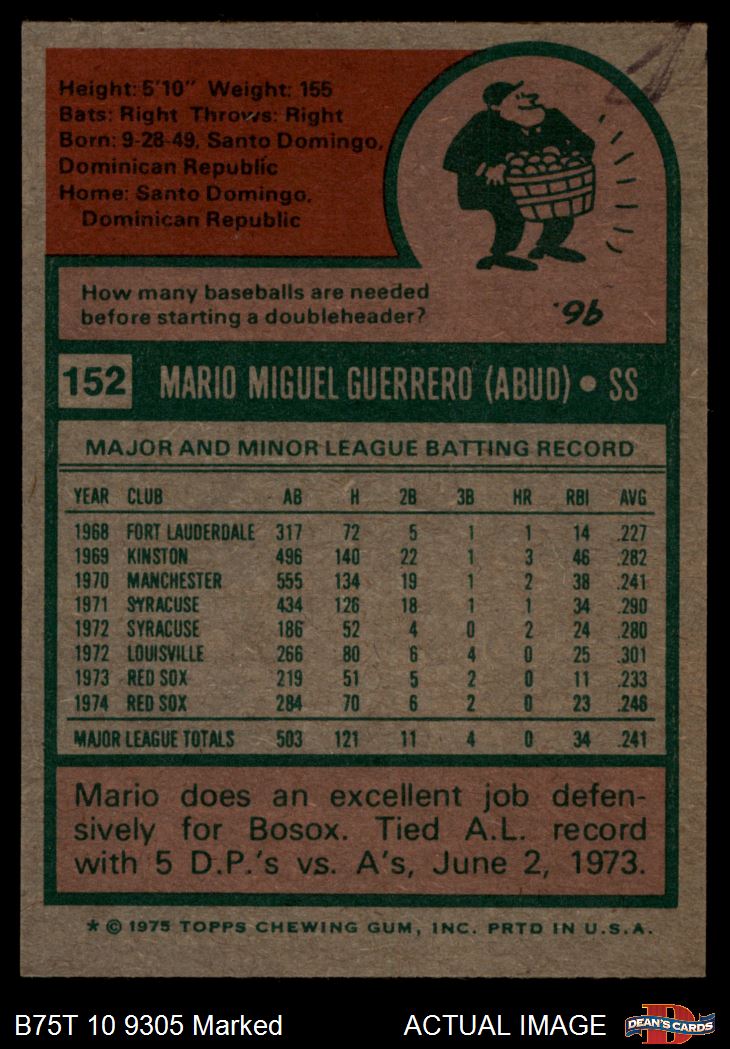 Height: 5'10" Weight: 155
Bats: Right Throws: Right
Born: 9-28-49, Santo Domingo,
Dominican Republic
Home: Santo Domingo,
Dominican Republic
How many baseballs are needed
before starting a doubleheader?
96.
152 MARIO MIGUEL GUERRERO (ABUD) • SS
MAJOR AND MINOR LEAGUE BATTING RECORD
YEAR CLUB AB H 2B 3B HR RBI AVG
1968 FORT LAUDERDALE 317 72 5 1 1 14 .227
1969 KINSTON 496 140 22 1 3 46 .282
1970 MANCHESTER 555 134 19 1 2 38 .241
1971 SYRACUSE 434 126 18 1 1 34 .290
1972 SYRACUSE 186 52 4 0 2 24 .280
1972 LOUISVILLE 266 80 6 4 0 25 .301
1973 RED SOX 219 51 5 2 0 11 .233
1974 RED SOX 284 70 6 2 0 23 .246
MAJOR LEAGUE TOTALS 503 121 11 4 0 34 .241
Mario does an excellent job defen-
sively for Bosox. Tied A.L. record
with 5 D.P.'s vs. A's, June 2, 1973.
* © 1975 TOPPS CHEWING GUM, INC. PRTD IN U.S.A.
B75T 10 9305 Marked ACTUAL IMAGE
D
DEAN'S CARDS